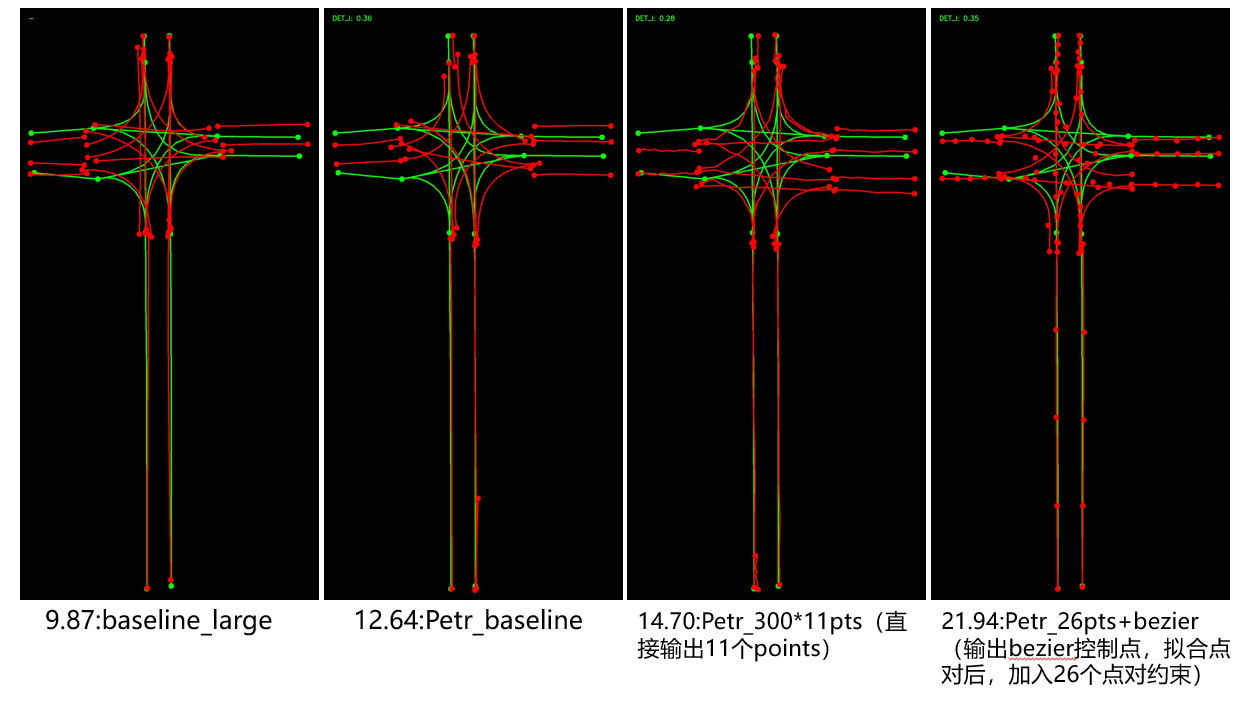 –
DET_l: 0.36
DET_l: 0.28
DET_l: 0.35
9.87:baseline_large
12.64:Petr_baseline
14.70:Petr_300*11pts（直
接输出11个points）
21.94:Petr_26pts+bezier
（输出bezier控制点，拟合点
对后，加入26个点对约束）